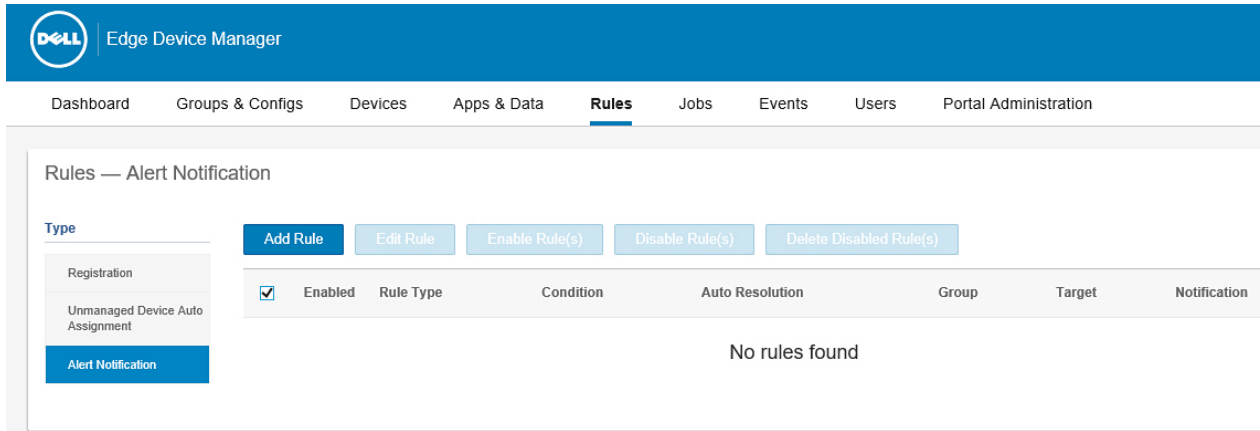 DELL Edge Device Manager
Dashboard Groups & Configs Devices Apps & Data Rules Jobs Events Users Portal Administration
Rules — Alert Notification
Type
Add Rule Edit Rule Enable Rule(s) Disable Rule(s) Delete Disabled Rule(s)
Registration
Enabled Rule Type Condition Auto Resolution Group Target Notification
Unmanaged Device Auto
Assignment
No rules found
Alert Notification